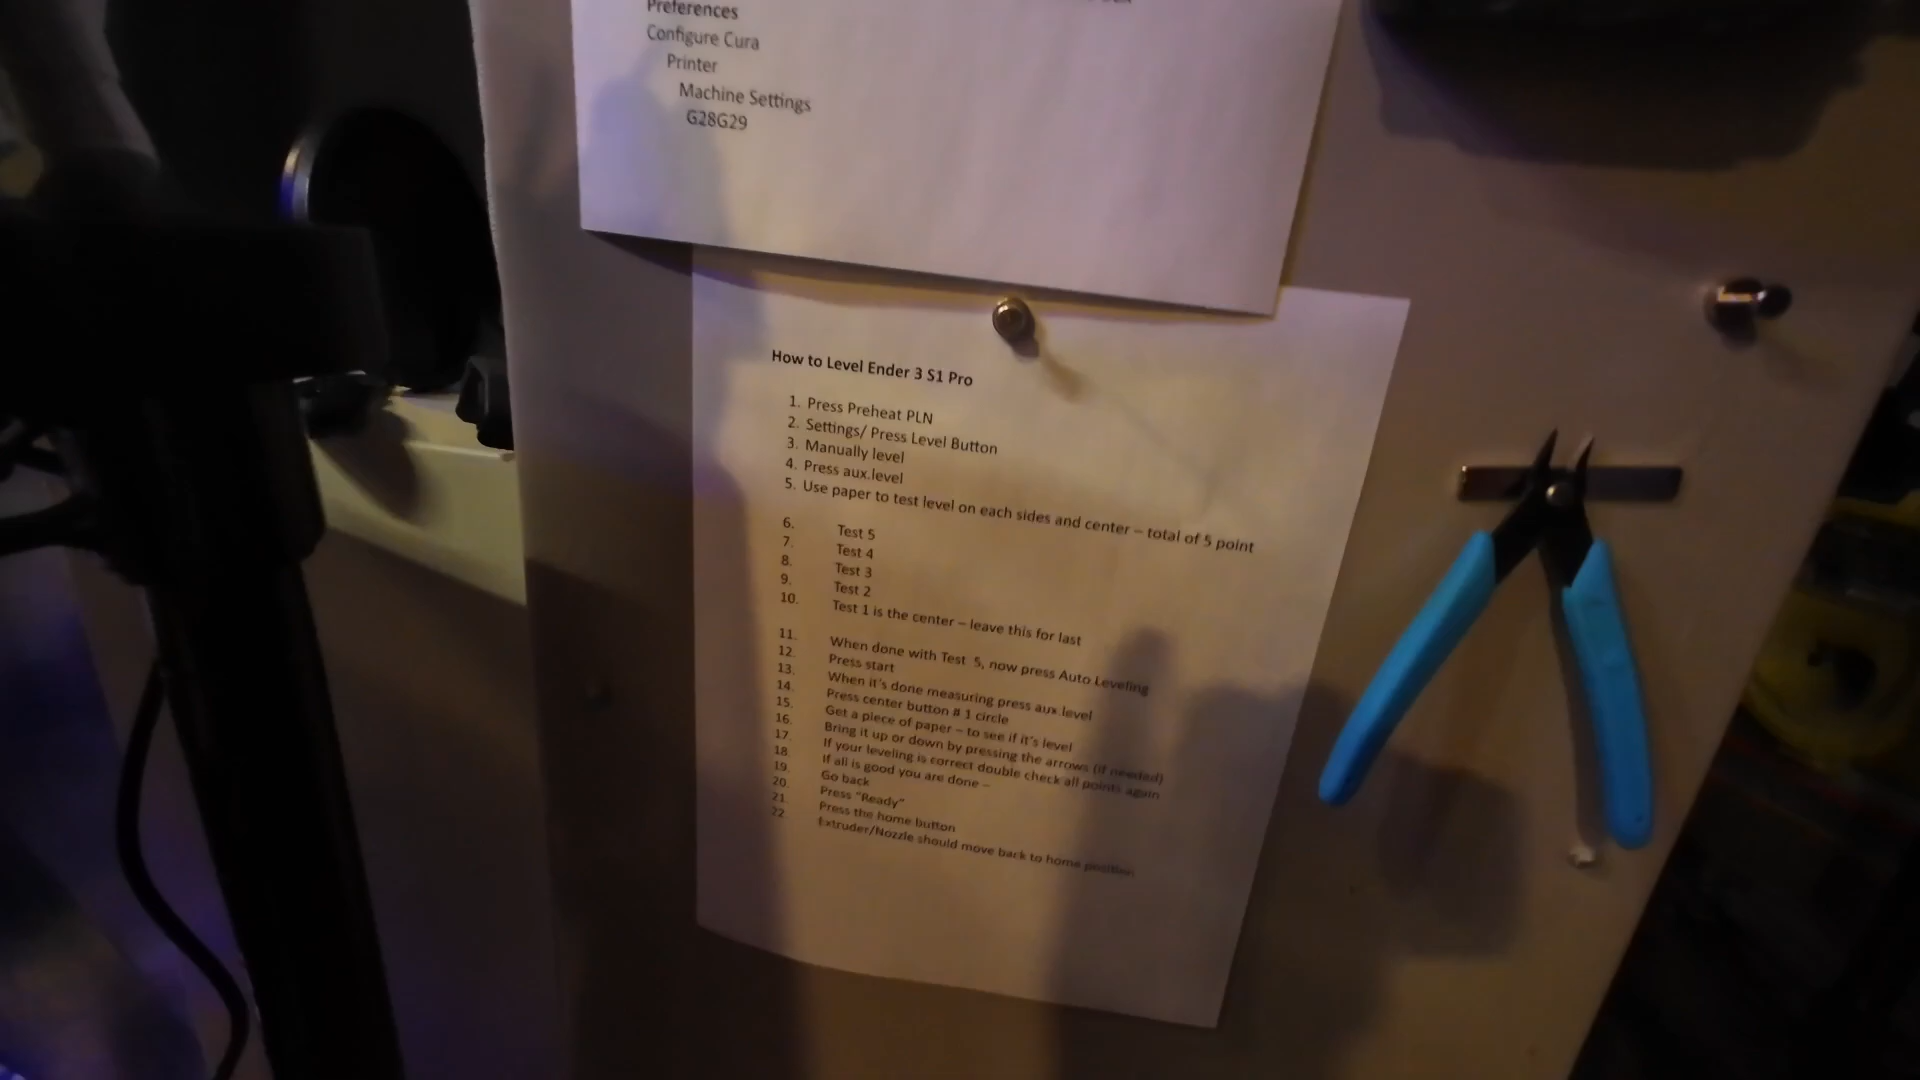 Preferences
Configure Cura
Printer
Machine Settings
G28G29
How to Level Ender 3 S1 Pro
1. Press Preheat PLN
2. Settings/ Press Level Button
3. Manually level
4. Press aux.level
5. Use paper to test level on each sides and center – total of 5 point
6. Test 5
7. Test 4
8. Test 3
9. Test 2
10. Test 1 is the center – leave this for last
11. When done with Test 5, now press Auto Leveling
12. Press start
13. When it's done measuring press aux.level
14. Press center button # 1 circle
15. Get a piece of paper – to see if it's level
16. Bring it up or down by pressing the arrows (if needed)
17. If your leveling is correct double check all points again
18. If all is good you are done –
19. Go back
20. Press "Ready"
21. Press the home button
22. Extruder/Nozzle should move back to home position